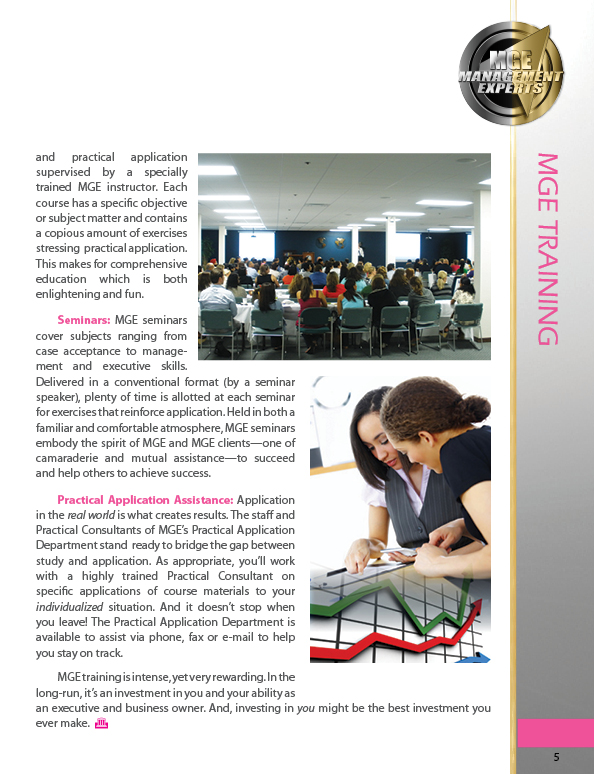 MGE
MANAGEMENT
EXPERTS
MGE TRAINING
and practical application
supervised by a specially
trained MGE instructor. Each
course has a specific objective
or subject matter and contains
a copious amount of exercises
stressing practical application.
This makes for comprehensive
education which is both
enlightening and fun.
Seminars: MGE seminars
cover subjects ranging from
case acceptance to manage-
ment and executive skills.
Delivered in a conventional format (by a seminar
speaker), plenty of time is allotted at each seminar
for exercises that reinforce application. Held in both a
familiar and comfortable atmosphere, MGE seminars
embody the spirit of MGE and MGE clients—one of
camaraderie and mutual assistance—to succeed
and help others to achieve success.
Practical Application Assistance: Application
in the real world is what creates results. The staff and
Practical Consultants of MGE's Practical Application
Department stand ready to bridge the gap between
study and application. As appropriate, you'll work
with a highly trained Practical Consultant on
specific applications of course materials to your
individualized situation. And it doesn't stop when
you leave! The Practical Application Department is
available to assist via phone, fax or e-mail to help
you stay on track.
MGE training is intense, yet very rewarding. In the
long-run, it's an investment in you and your ability as
an executive and business owner. And, investing in you might be the best investment you
ever make.
5